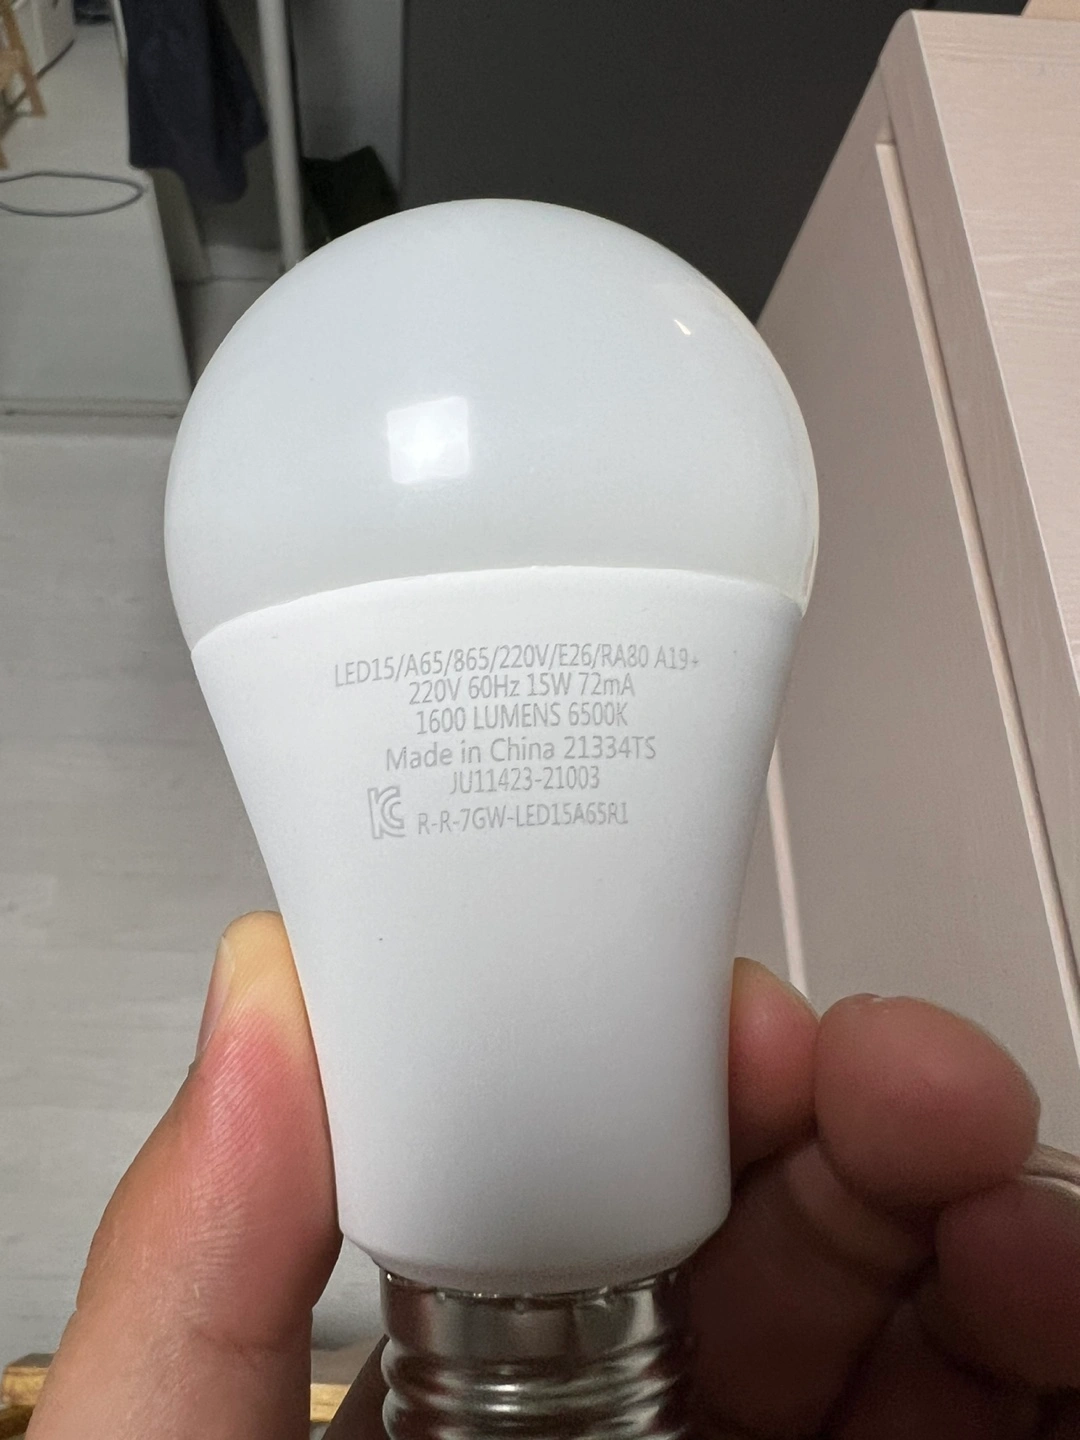 LED15/A65/865/220V/E26/RA80 A19+
220V 60Hz 15W 72mA
1600 LUMENS 6500K
Made in China 21334TS
JU11423-21003
KC R-R-7GW-LED15A65R1